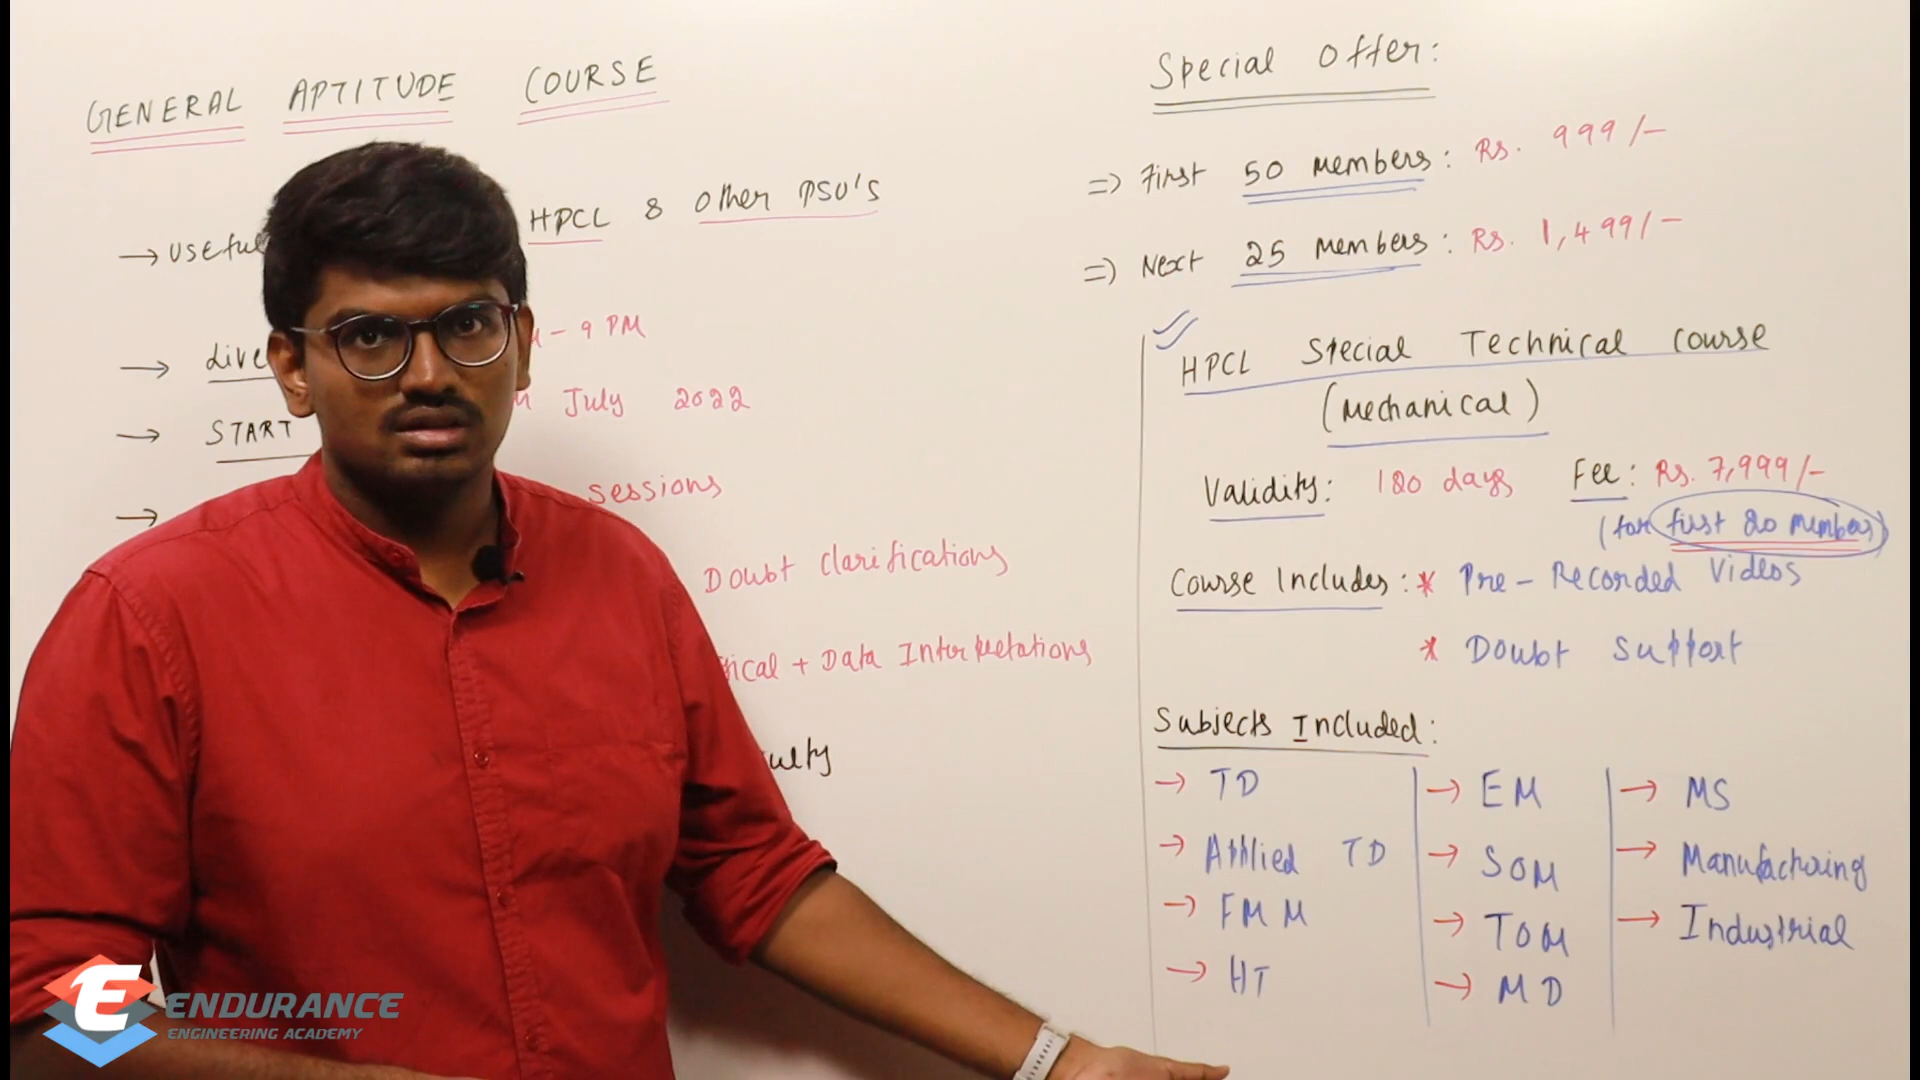 GENERAL APTITUDE COURSE
→ Useful HPCL & Other PSU's
→ Live - 9 PM
→ START July 2022
→ sessions
Doubt Clarifications
+ Data Interpretations
Special Offer:
⇒ First 50 members: Rs. 999/-
⇒ Next 25 members: Rs. 1,499/-
HPCL Special Technical Course
(Mechanical)
Validity: 180 days Fee: Rs. 7,999/-
(for first 20 members)
Course Includes: * Pre-Recorded Videos
* Doubt Support
Subjects Included:
→ TD
→ Applied TD
→ FMM
→ HT
→ EM
→ SOM
→ TOM
→ MD
→ MS
→ Manufacturing
→ Industrial
E ENDURANCE
ENGINEERING ACADEMY